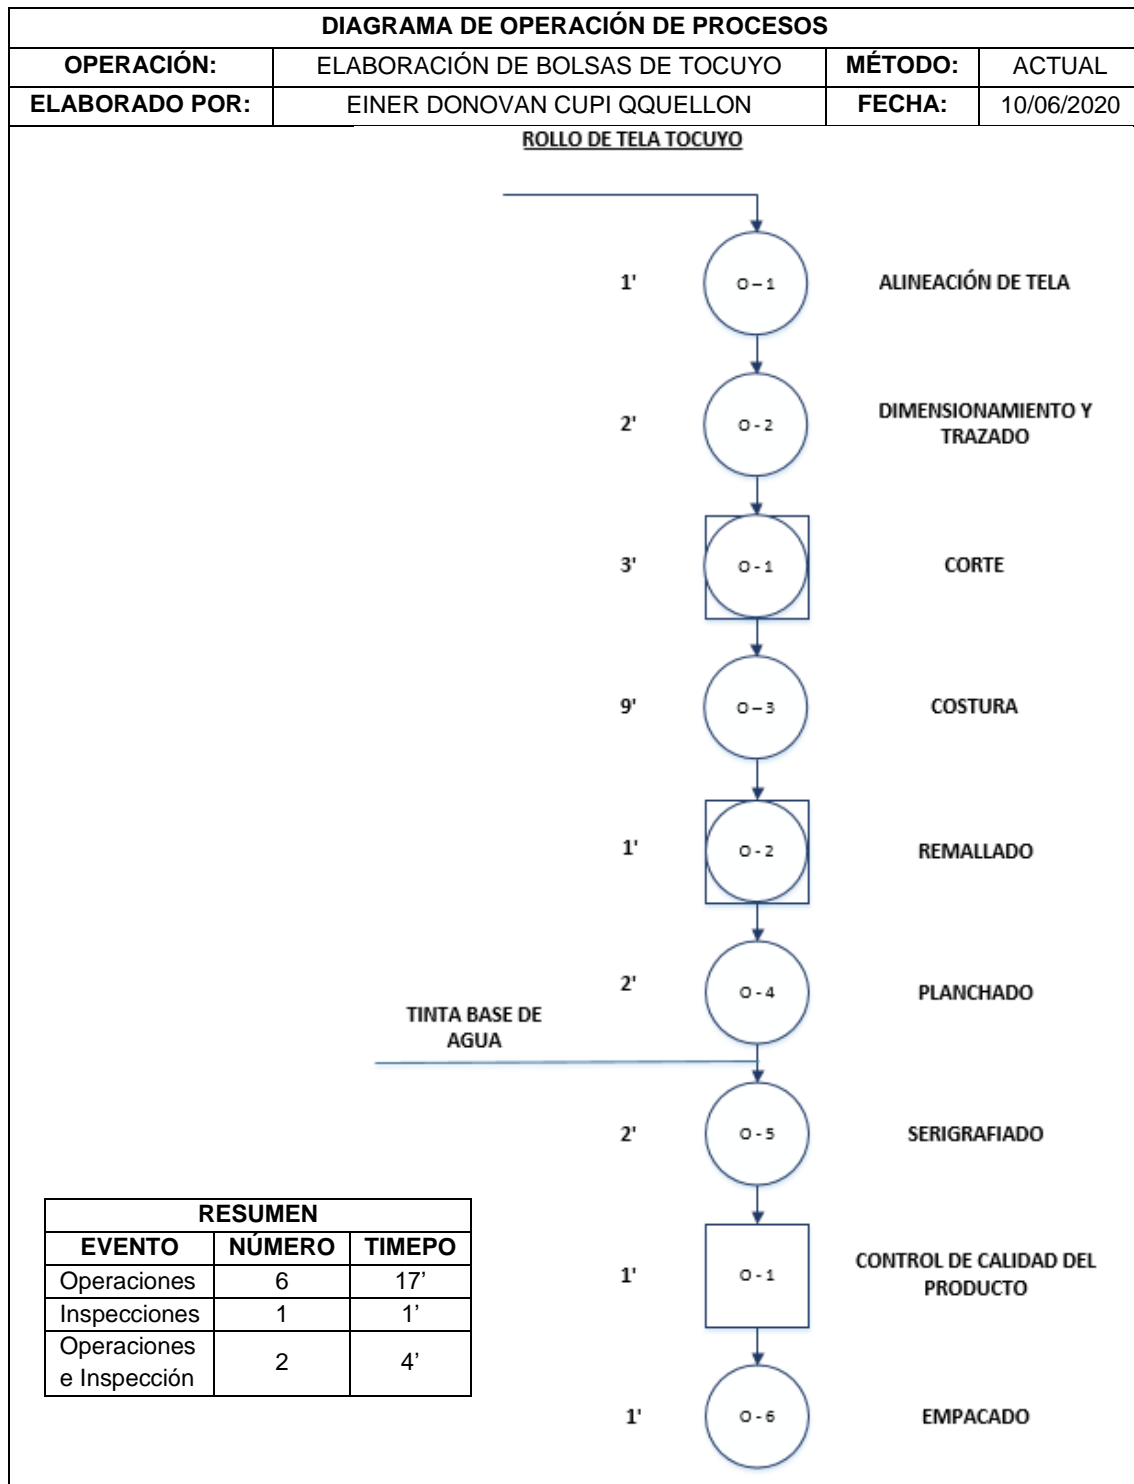 DIAGRAMA DE OPERACIÓN DE PROCESOS
OPERACIÓN: ELABORACIÓN DE BOLSAS DE TOCUYO MÉTODO: ACTUAL
ELABORADO POR: EINER DONOVAN CUPI QQUELLON FECHA: 10/06/2020
ROLLO DE TELA TOCUYO
1' O – 1 ALINEACIÓN DE TELA
2' O - 2 DIMENSIONAMIENTO Y
TRAZADO
3' O - 1 CORTE
9' O – 3 COSTURA
1' O - 2 REMALLADO
2' O - 4 PLANCHADO
TINTA BASE DE
AGUA
2' O - 5 SERIGRAFIADO
1' O - 1 CONTROL DE CALIDAD DEL
PRODUCTO
1' O - 6 EMPACADO
RESUMEN
EVENTO NÚMERO TIMEPO
Operaciones 6 17’
Inspecciones 1 1’
Operaciones
e Inspección 2 4’